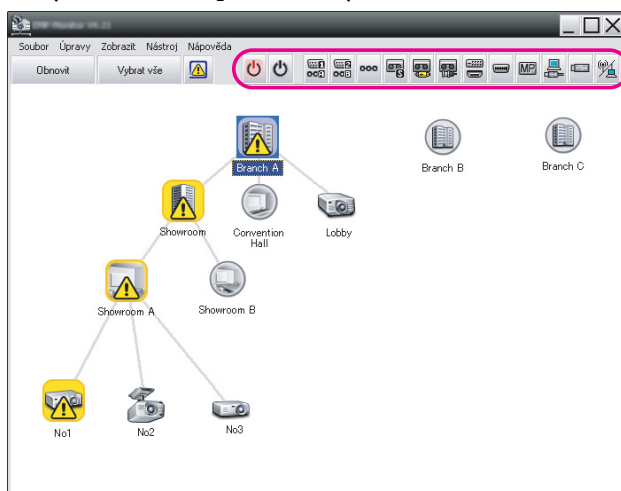 Soubor Úpravy Zobrazit Nástroj Nápověda
Obnovit Vybrat vše
MP
Branch A
Branch B
Branch C
Showroom
Convention
Hall
Lobby
Showroom A
Showroom B
No1
No2
No3